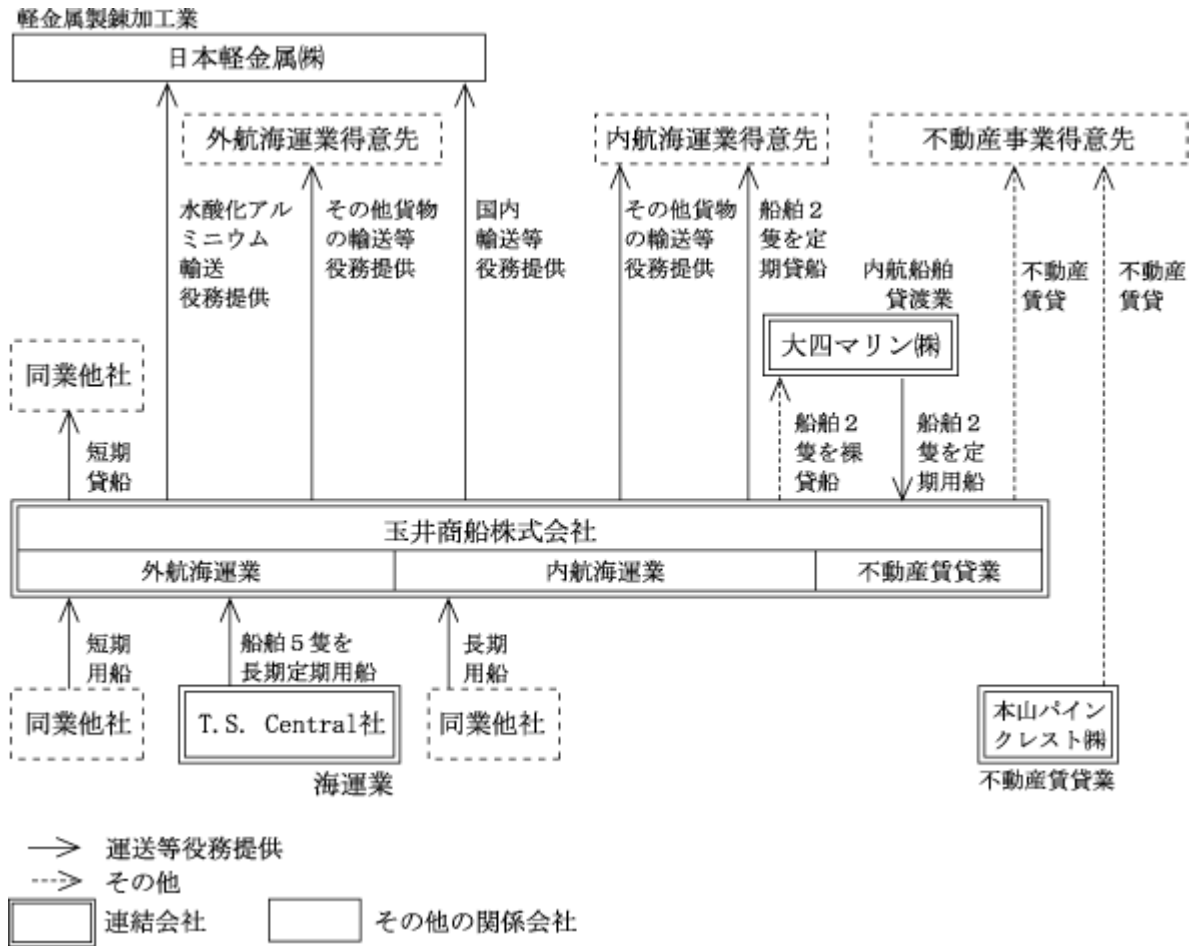 軽金属製錬加工業
日本軽金属㈱
外航海運業得意先
内航海運業得意先
不動産事業得意先
水酸化アル
ミニウム
輸送
役務提供
その他貨物
の輸送等
役務提供
国内
輸送等
役務提供
その他貨物
の輸送等
役務提供
船舶2
隻を定
期貸船
内航船舶
貸渡業
不動産
賃貸
不動産
賃貸
大四マリン㈱
同業他社
短期
貸船
船舶2
隻を裸
貸船
船舶2
隻を定
期用船
玉井商船株式会社
外航海運業
内航海運業
不動産賃貸業
短期
用船
船舶5隻を
長期定期用船
長期
用船
同業他社
T.S. Central社
海運業
同業他社
本山パイン
クレスト㈱
不動産賃貸業
運送等役務提供
その他
連結会社
その他の関係会社